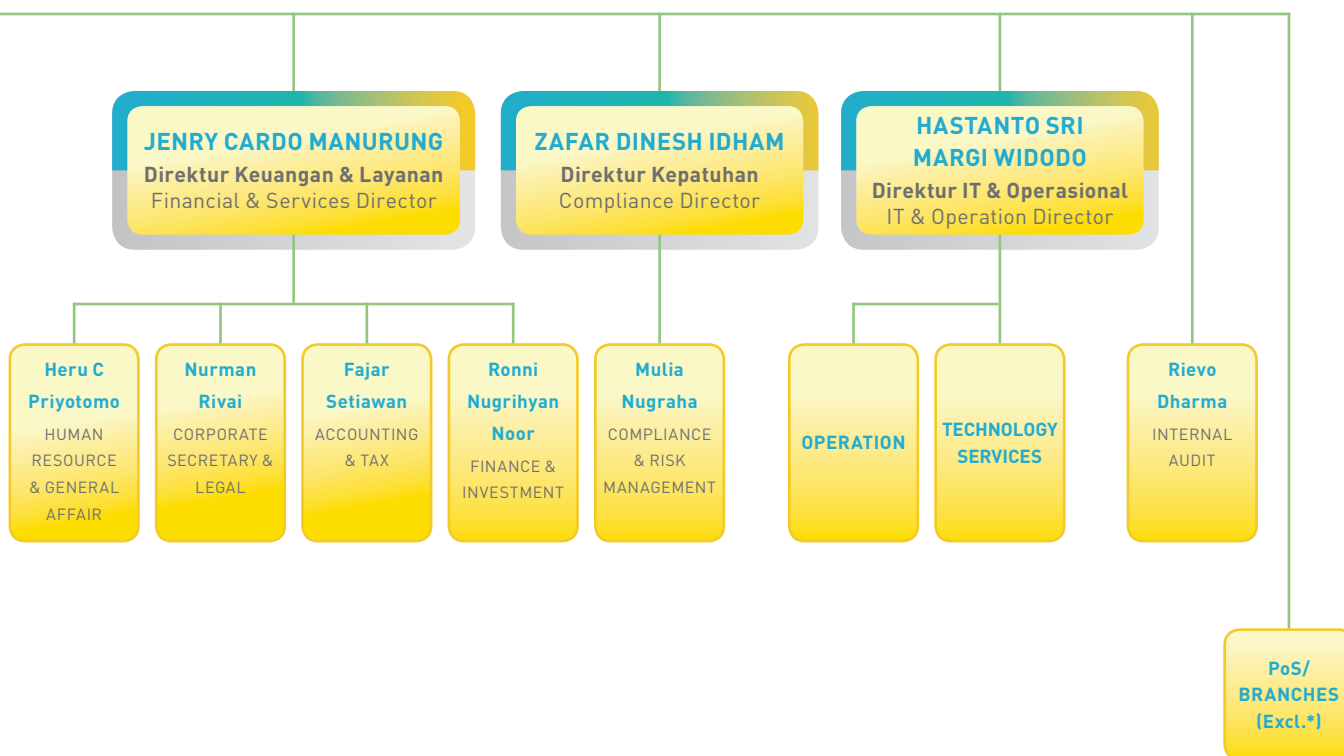 JENRY CARDO MANURUNG
Direktur Keuangan & Layanan
Financial & Services Director
ZAFAR DINESH IDHAM
Direktur Kepatuhan
Compliance Director
HASTANTO SRI
MARGI WIDODO
Direktur IT & Operasional
IT & Operation Director
Heru C
Priyotomo
HUMAN
RESOURCE
& GENERAL
AFFAIR
Nurman
Rivai
CORPORATE
SECRETARY &
LEGAL
Fajar
Setiawan
ACCOUNTING
& TAX
Ronni
Nugrihyan
Noor
FINANCE &
INVESTMENT
Mulia
Nugraha
COMPLIANCE
& RISK
MANAGEMENT
OPERATION
TECHNOLOGY
SERVICES
Rievo
Dharma
INTERNAL
AUDIT
PoS/
BRANCHES
(Excl.*)